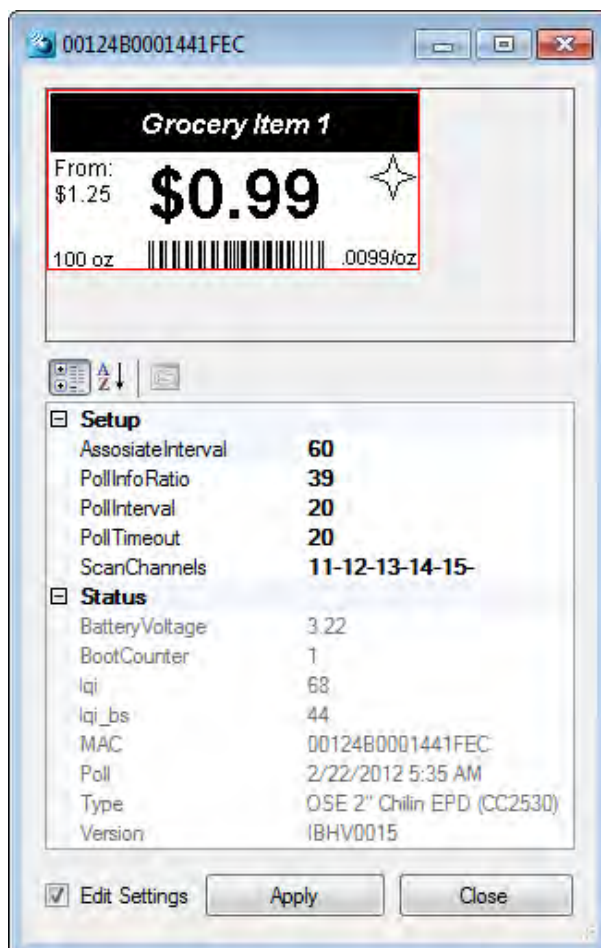 00124B0001441FEC
Grocery Item 1
From:
$1.25
$0.99
100 oz
.0099/oz
A
Z
Setup
AssosiateInterval 60
PollInfoRatio 39
PollInterval 20
PollTimeout 20
ScanChannels 11-12-13-14-15-
Status
BatteryVoltage 3.22
BootCounter 1
lqi 68
lqi_bs 44
MAC 00124B0001441FEC
Poll 2/22/2012 5:35 AM
Type OSE 2" Chilin EPD (CC2530)
Version IBHV0015
Edit Settings
Apply
Close